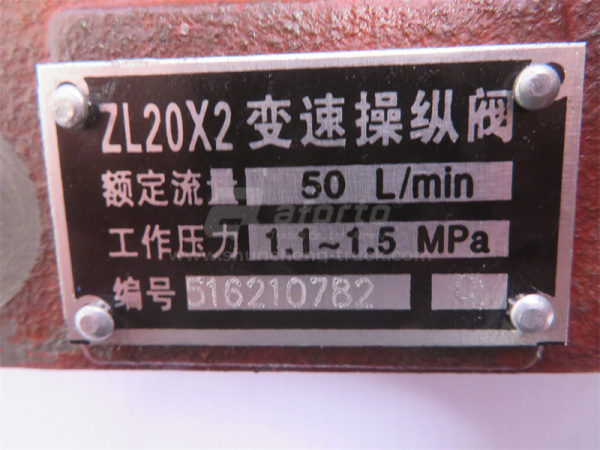 ZL20X2 变速操纵阀
额定流量 50 L/min
工作压力 1.1~1.5 MPa
编号 516210782
aforto